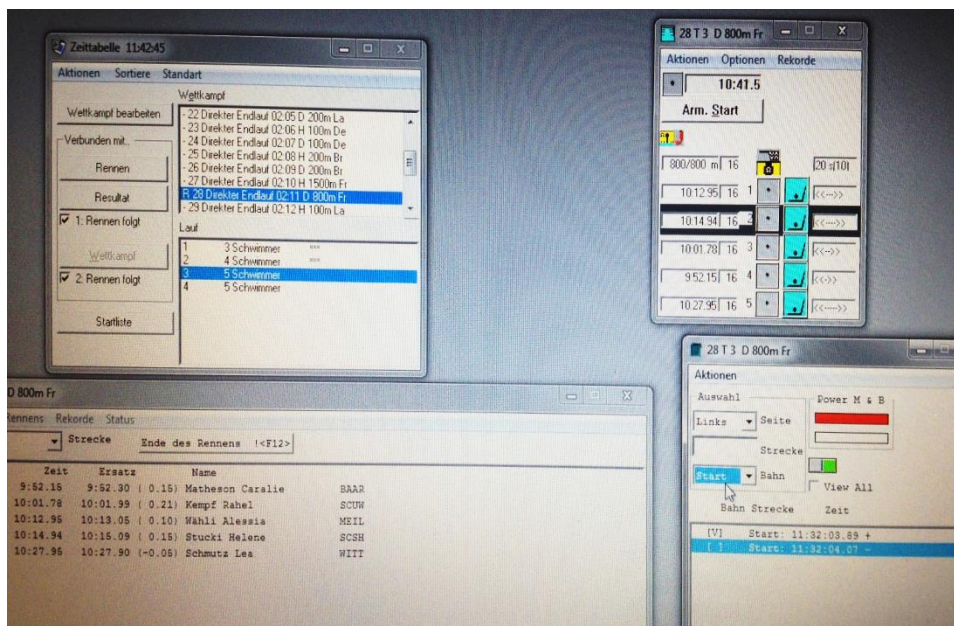 Zeittabelle 11:42:45
Aktionen Sortiere Standart
Wettkampf bearbeiten
Verbunden mit..
Rennen
Resultat
1: Rennen folgt
Wettkampf
2: Rennen folgt
Startliste
Wettkampf
- 22 Direkter Endlauf 02:05 D 200m La
- 23 Direkter Endlauf 02:06 H 100m De
- 24 Direkter Endlauf 02:07 D 100m De
- 25 Direkter Endlauf 02:08 H 200m Br
- 26 Direkter Endlauf 02:09 D 200m Br
- 27 Direkter Endlauf 02:10 H 1500m Fr
R 28 Direkter Endlauf 02:11 D 800m Fr
- 29 Direkter Endlauf 02:12 H 100m La
Lauf
1 3 Schwimmer ***
2 4 Schwimmer ***
3 5 Schwimmer
4 5 Schwimmer
28 T 3 D 800m Fr
Aktionen Optionen Rekorde
10:41.5
Arm. Start
800/800 m 16
10:12.95 16 1 <<--->>
10:14.94 16 2 <<---->>
10:01.78 16 3 <<-->>
9:52.15 16 4 <<->>
10:27.95 16 5 <<----->>
D 800m Fr
Rennens Rekorde Status
Strecke Ende des Rennens !<F12>
Zeit Ersatz Name
9:52.15 9:52.30 ( 0.15) Matheson Caralie BAAR
10:01.78 10:01.99 ( 0.21) Kempf Rahel SCUW
10:12.95 10:13.05 ( 0.10) Wähli Alessia MEIL
10:14.94 10:15.09 ( 0.15) Stucki Helene SCSH
10:27.95 10:27.90 (-0.05) Schmutz Lea WITT
28 T 3 D 800m Fr
Aktionen
Auswahl Power M & B
Links Seite
Strecke
Start Bahn
View All
Bahn Strecke Zeit
[V] Start: 11:32:03.89 +
[ ] Start: 11:32:04.07 -